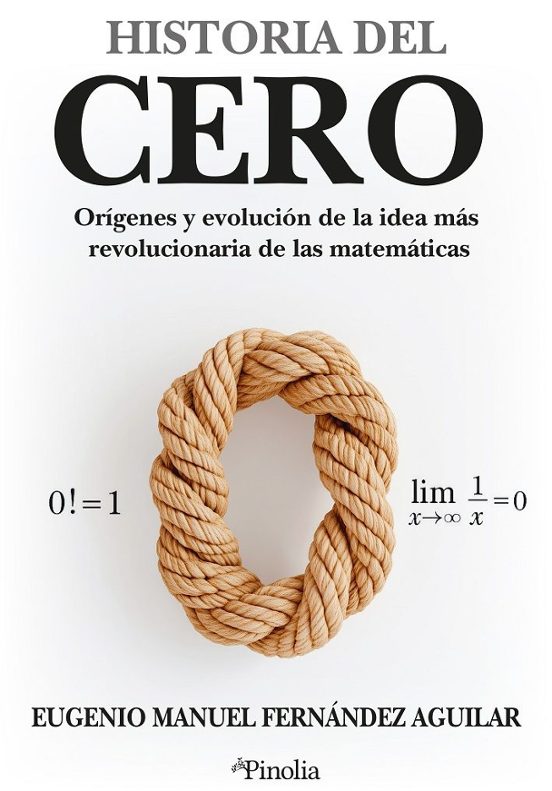 HISTORIA DEL
CERO
Orígenes y evolución de la idea más
revolucionaria de las matemáticas
0! = 1
lim x→∞ 1/x = 0
EUGENIO MANUEL FERNÁNDEZ AGUILAR
Pinolia